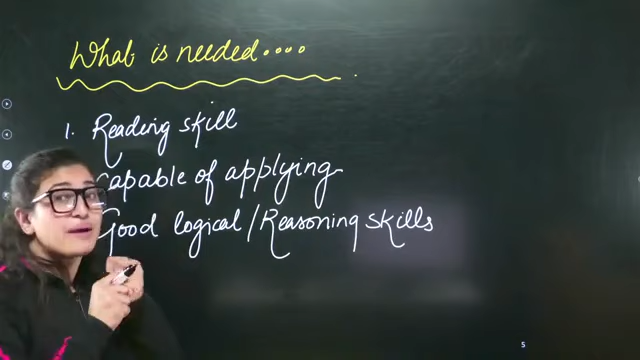 What is needed....
1. Reading skill
Capable of applying
Good logical/Reasoning skills
5